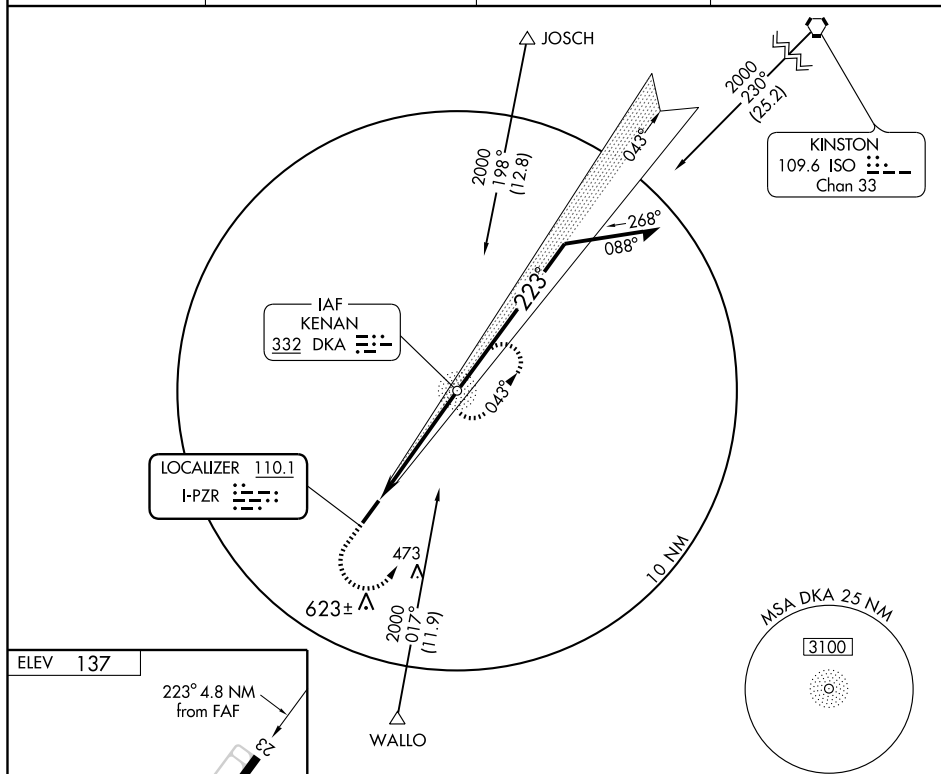 JOSCH
2000
230°
(25.2)
2000
198°
(12.8)
043°
KINSTON
109.6 ISO
Chan 33
268°
088°
223°
IAF
KENAN
332 DKA
043°
LOCALIZER 110.1
I-PZR
473
623±
2000
017°
(11.9)
10 NM
MSA DKA 25 NM
3100
ELEV 137
223° 4.8 NM
from FAF
23
WALLO